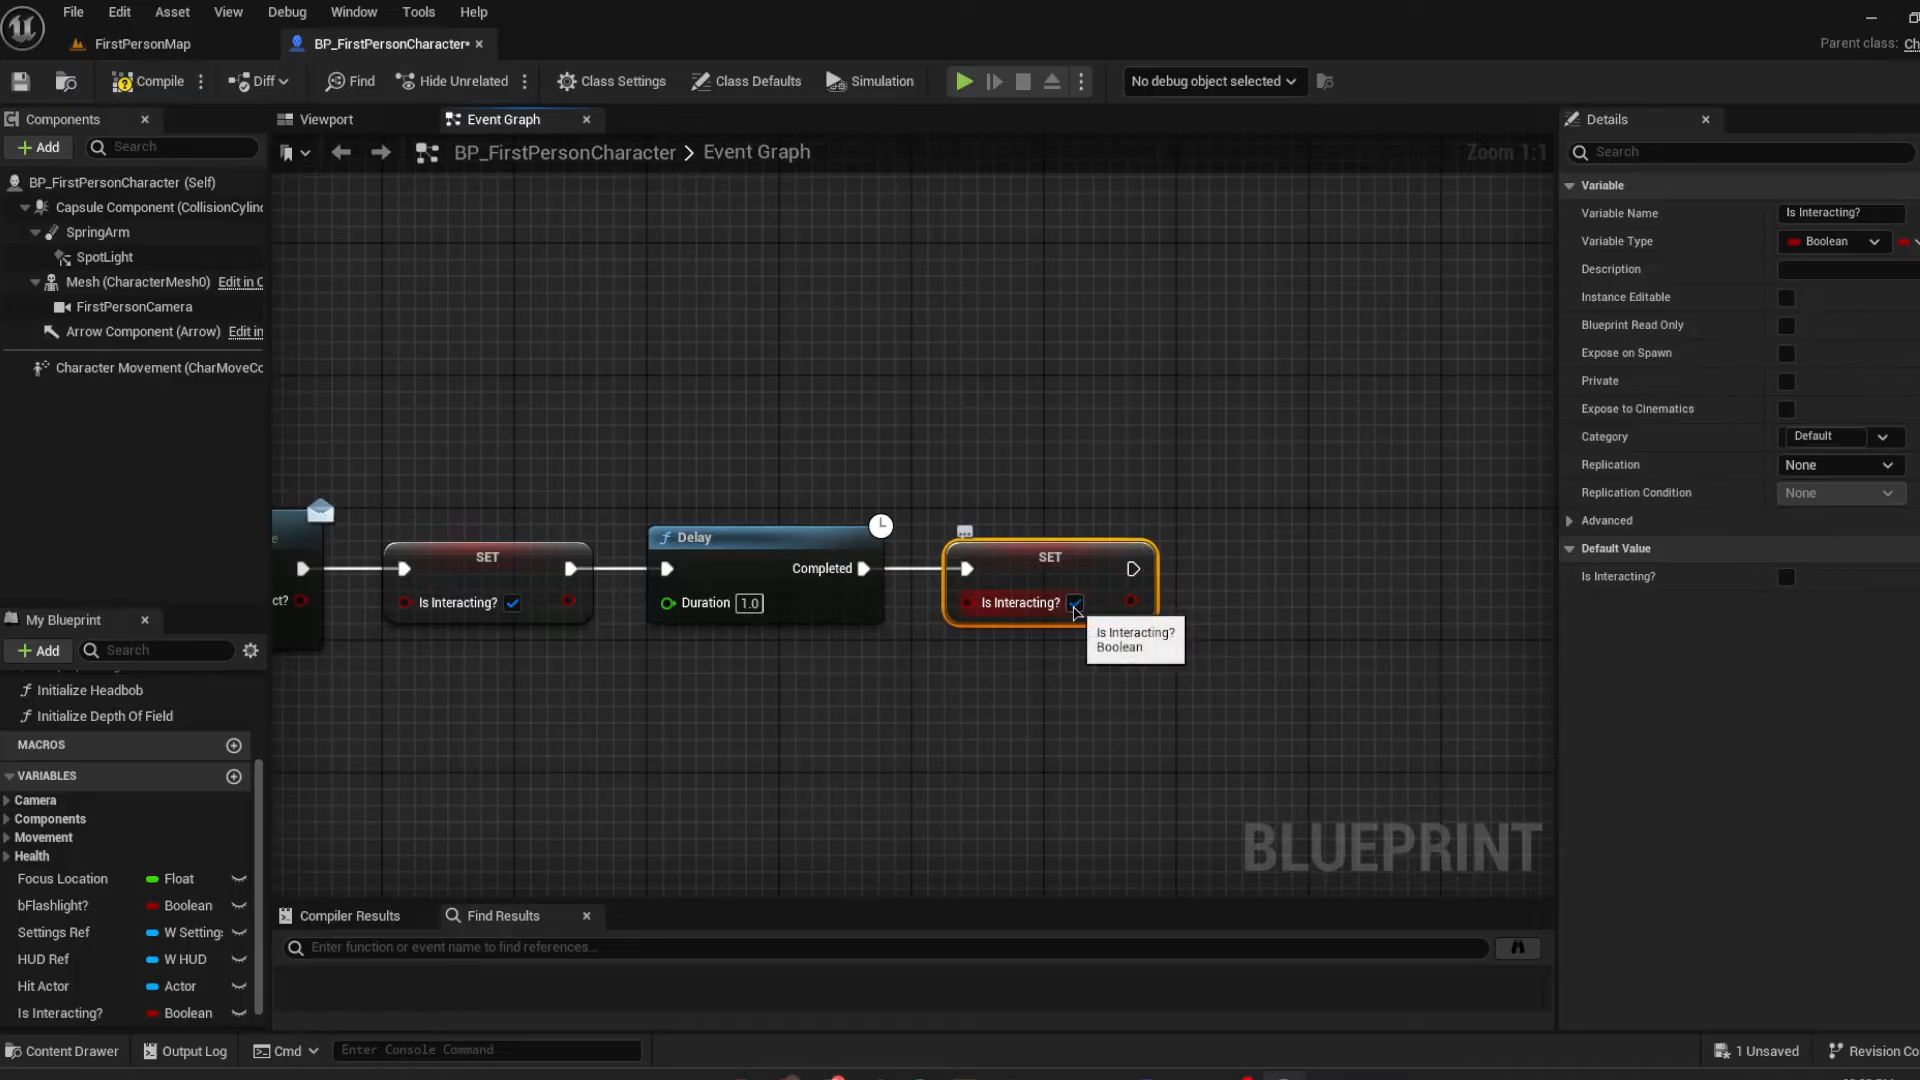 File Edit Asset View Debug Window Tools Help
FirstPersonMap
BP_FirstPersonCharacter*
Parent class: Ch
Compile
Diff
Find
Hide Unrelated
Class Settings
Class Defaults
Simulation
No debug object selected
Components
Add
Search
BP_FirstPersonCharacter (Self)
Capsule Component (CollisionCylind
SpringArm
SpotLight
Mesh (CharacterMesh0) Edit in C
FirstPersonCamera
Arrow Component (Arrow) Edit in
Character Movement (CharMoveCo
My Blueprint
Add
Search
Initialize Headbob
Initialize Depth Of Field
MACROS
VARIABLES
Camera
Components
Movement
Health
Focus Location Float
bFlashlight? Boolean
Settings Ref W Setting
HUD Ref W HUD
Hit Actor Actor
Is Interacting? Boolean
Viewport
Event Graph
BP_FirstPersonCharacter > Event Graph
Zoom 1:1
e
ct?
SET
Is Interacting?
Delay
Completed
Duration 1.0
SET
Is Interacting?
Is Interacting?
Boolean
BLUEPRINT
Compiler Results
Find Results
Enter function or event name to find references...
Details
Search
Variable
Variable Name Is Interacting?
Variable Type Boolean
Description
Instance Editable
Blueprint Read Only
Expose on Spawn
Private
Expose to Cinematics
Category Default
Replication None
Replication Condition None
Advanced
Default Value
Is Interacting?
Content Drawer
Output Log
Cmd
Enter Console Command
1 Unsaved
Revision Co